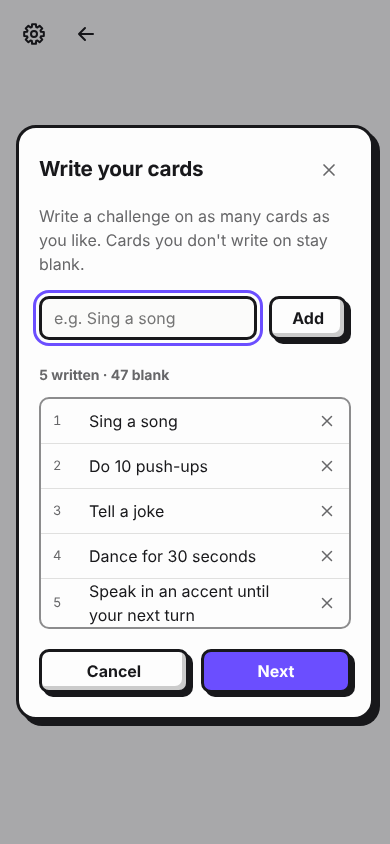 Write your cards
Write a challenge on as many cards as
you like. Cards you don't write on stay
blank.
e.g. Sing a song
Add
5 written · 47 blank
1 Sing a song
2 Do 10 push-ups
3 Tell a joke
4 Dance for 30 seconds
5 Speak in an accent until
your next turn
Cancel
Next